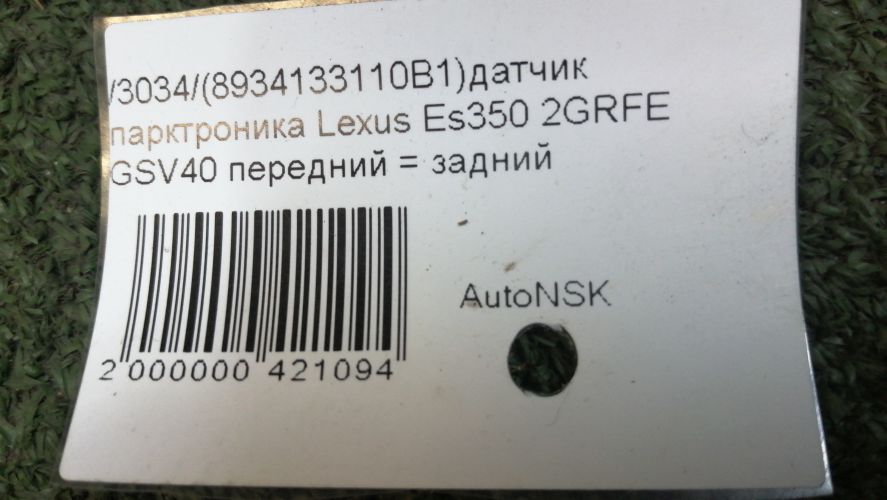 /3034/(8934133110B1)датчик
парктроника Lexus Es350 2GRFE
GSV40 передний = задний
AutoNSK
2 000000 421094